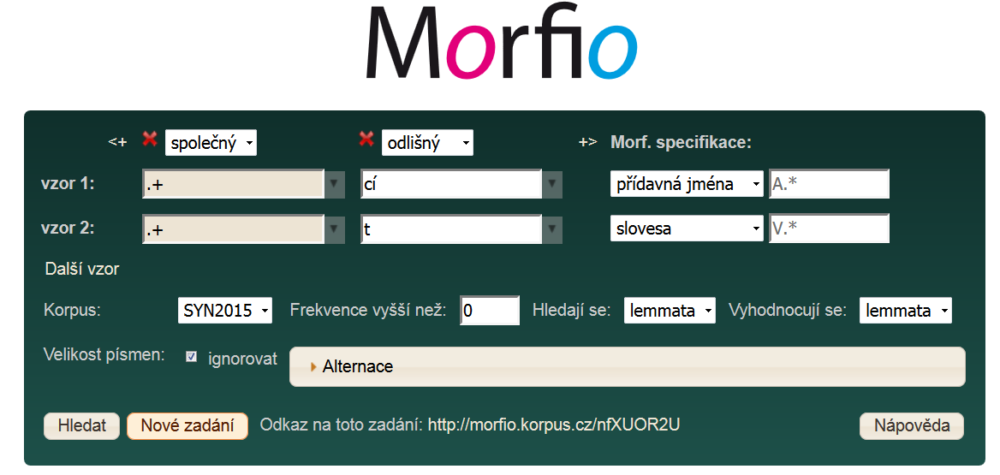 Morfio
<+ společný odlišný +> Morf. specifikace:
vzor 1: .+ cí přídavná jména A.*
vzor 2: .+ t slovesa V.*
Další vzor
Korpus: SYN2015 Frekvence vyšší než: 0 Hledají se: lemmata Vyhodnocují se: lemmata
Velikost písmen: ignorovat Alternace
Hledat Nové zadání Odkaz na toto zadání: http://morfio.korpus.cz/nfXUOR2U Nápověda